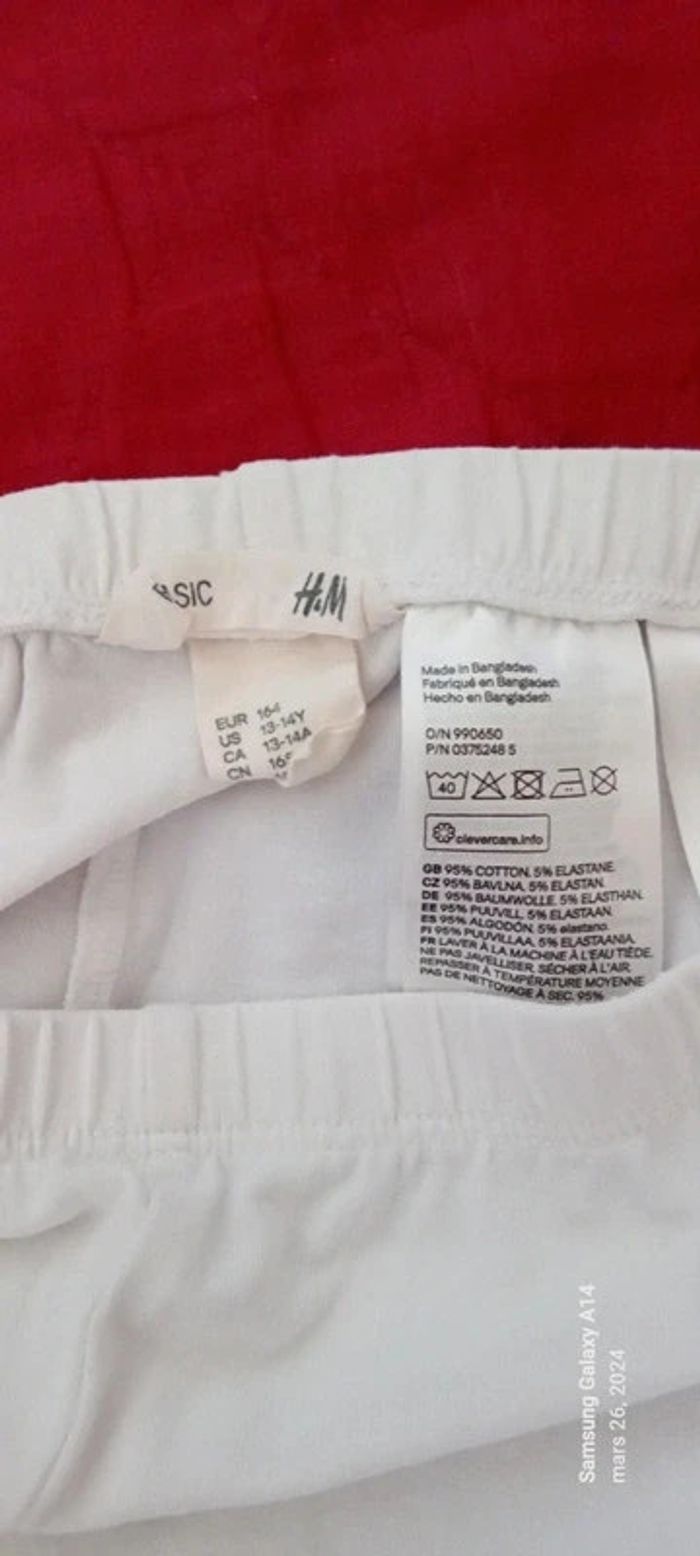 H&M
EUR 164
US 13-14Y
CA 13-14A
CN
Made in Bangladesh
Fabriqué en Bangladesh
Hecho en Bangladesh
O/N 990650
P/N 0375248 5
40
clevercare.info
GB 95% COTTON, 5% ELASTANE.
CZ 95% BAVLNA, 5% ELASTAN.
DE 95% BAUMWOLLE, 5% ELASTHAN.
EE 95% PUUVILL, 5% ELASTAAN.
ES 95% ALGODÓN, 5% elastano.
FI 95% PUUVILLAA, 5% ELASTAANIA.
FR LAVER À LA MACHINE À L'EAU TIÈDE.
NE PAS JAVELLISER. SÉCHER À L'AIR.
REPASSER À TEMPÉRATURE MOYENNE
PAS DE NETTOYAGE À SEC. 95%
Samsung Galaxy A14
mars 26, 2024